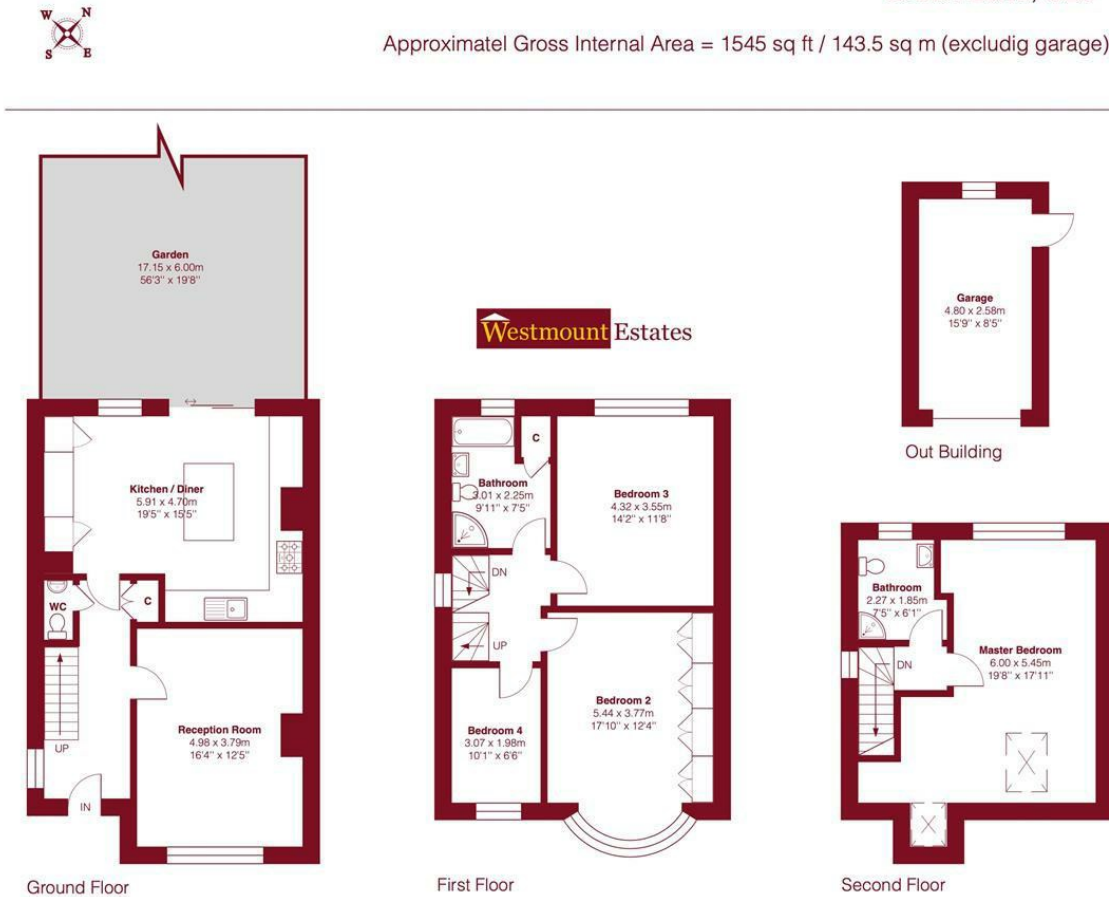 W N
S E
Approximatel Gross Internal Area = 1545 sq ft / 143.5 sq m (excludig garage)
Garden
17.15 x 6.00m
56'3'' x 19'8''
Westmount Estates
Garage
4.80 x 2.58m
15'9'' x 8'5''
Out Building
Kitchen / Diner
5.91 x 4.70m
19'5'' x 15'5''
WC
C
UP
IN
Reception Room
4.98 x 3.79m
16'4'' x 12'5''
Ground Floor
C
Bathroom
3.01 x 2.25m
9'11'' x 7'5''
Bedroom 3
4.32 x 3.55m
14'2'' x 11'8''
DN
UP
Bedroom 4
3.07 x 1.98m
10'1'' x 6'6''
Bedroom 2
5.44 x 3.77m
17'10'' x 12'4''
First Floor
Bathroom
2.27 x 1.85m
7'5'' x 6'1''
DN
Master Bedroom
6.00 x 5.45m
19'8'' x 17'11''
Second Floor